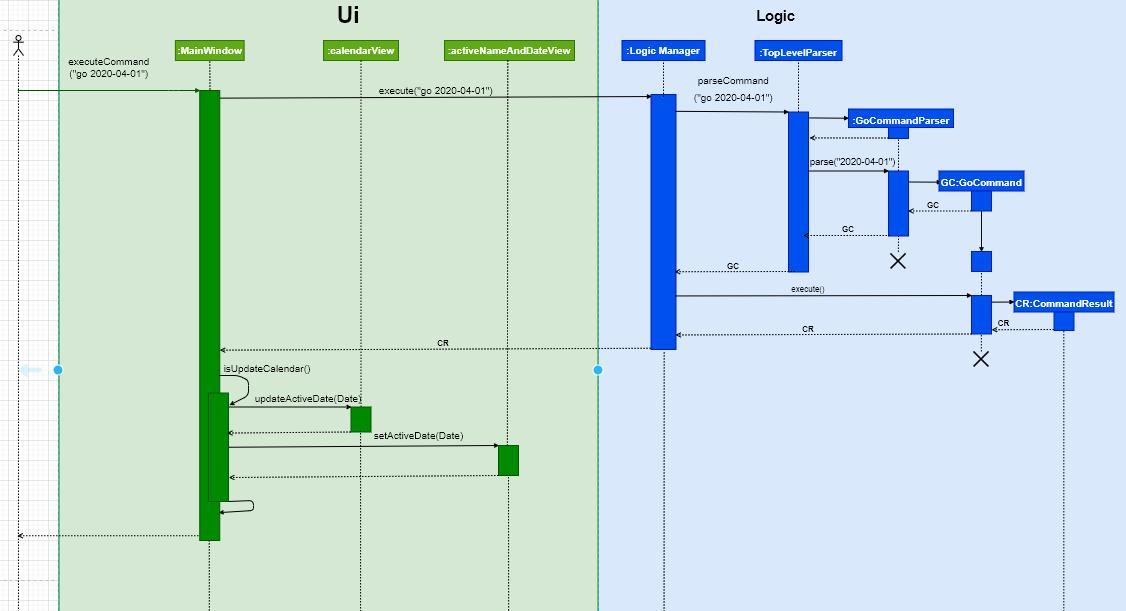 Ui
Logic
:MainWindow
:calendarView
:activeNameAndDateView
:Logic Manager
:TopLevelParser
executeCommand
("go 2020-04-01")
execute("go 2020-04-01")
parseCommand
("go 2020-04-01")
:GoCommandParser
parse("2020-04-01")
GC:GoCommand
GC
GC
GC
execute()
CR:CommandResult
CR
CR
CR
isUpdateCalendar()
updateActiveDate(Date)
setActiveDate(Date)